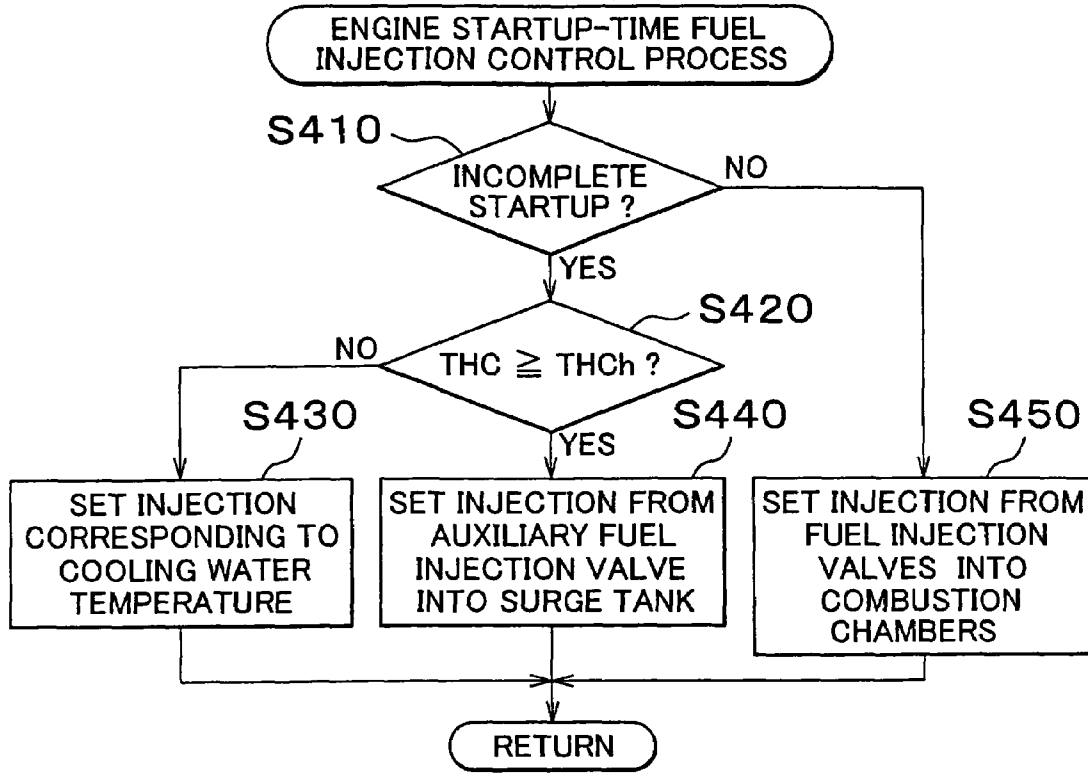 ENGINE STARTUP-TIME FUEL
INJECTION CONTROL PROCESS
S410
INCOMPLETE
STARTUP ?
NO
YES
S420
THC ≧ THCh ?
NO
YES
S430
SET INJECTION
CORRESPONDING TO
COOLING WATER
TEMPERATURE
S440
SET INJECTION FROM
AUXILIARY FUEL
INJECTION VALVE
INTO SURGE TANK
S450
SET INJECTION FROM
FUEL INJECTION
VALVES INTO
COMBUSTION
CHAMBERS
RETURN